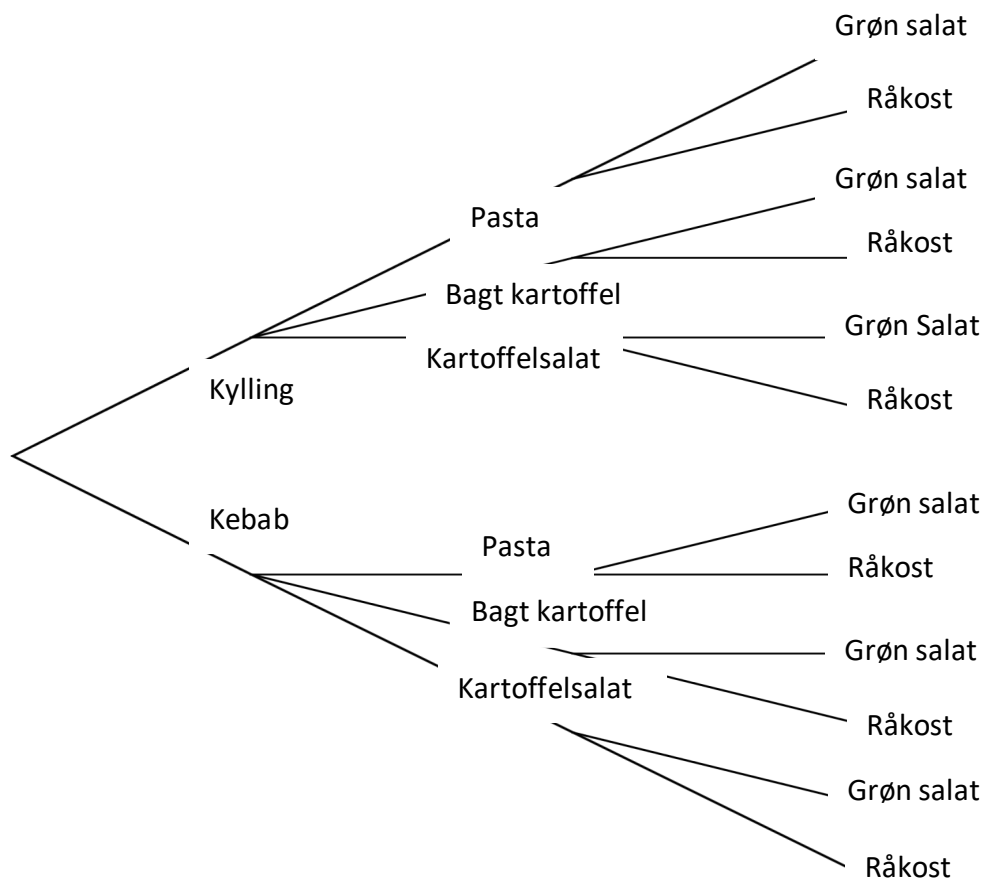 Grøn salat
Råkost
Grøn salat
Pasta
Råkost
Bagt kartoffel
Grøn Salat
Kartoffelsalat
Kylling
Råkost
Grøn salat
Kebab
Pasta
Råkost
Bagt kartoffel
Grøn salat
Kartoffelsalat
Råkost
Grøn salat
Råkost